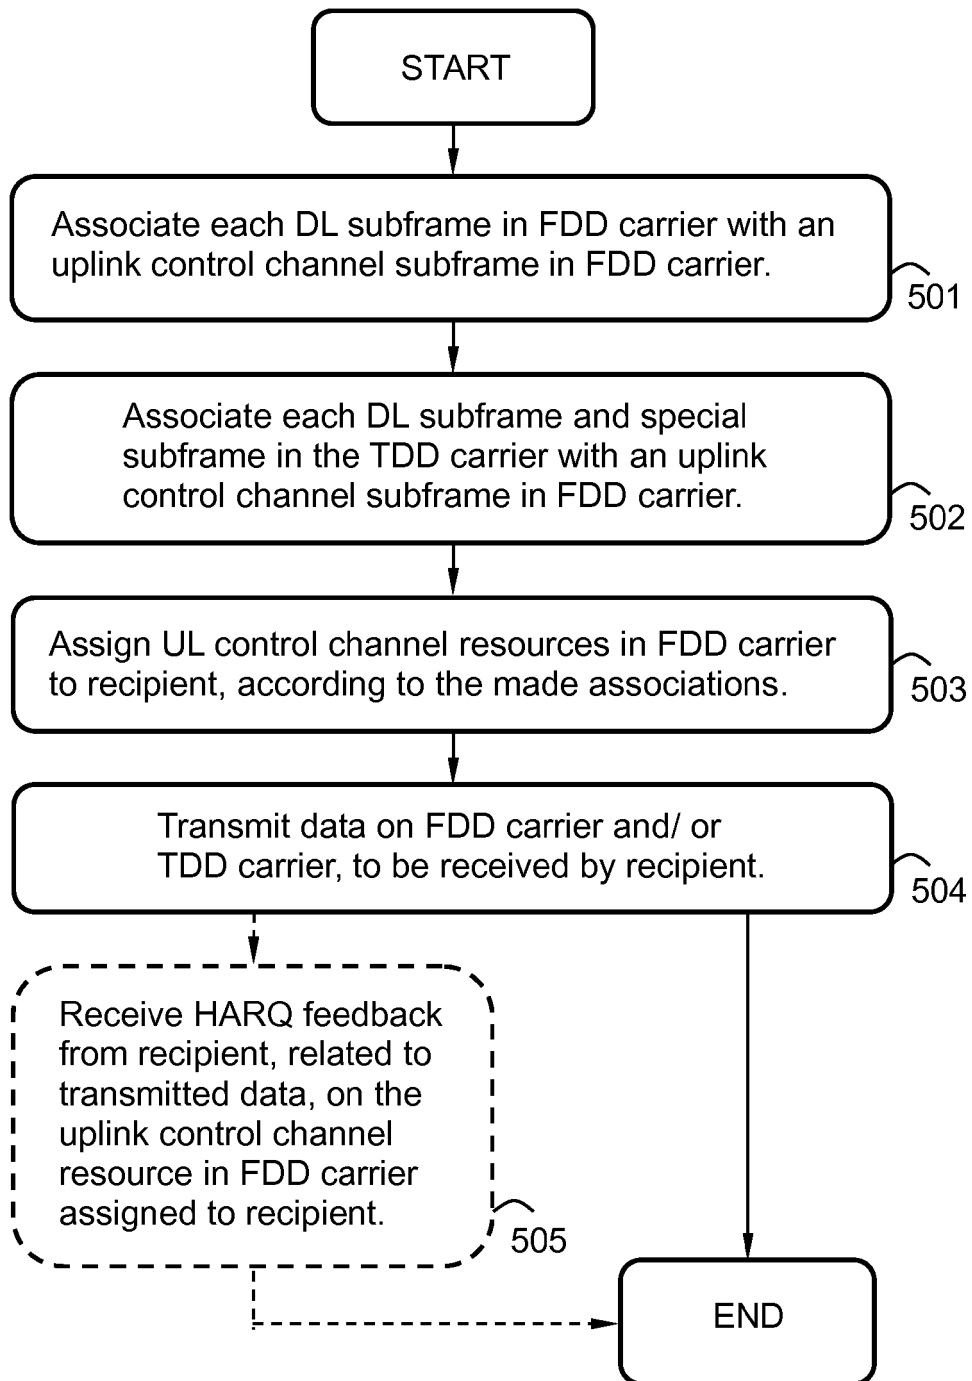 START
Associate each DL subframe in FDD carrier with an
uplink control channel subframe in FDD carrier.
501
Associate each DL subframe and special
subframe in the TDD carrier with an uplink
control channel subframe in FDD carrier.
502
Assign UL control channel resources in FDD carrier
to recipient, according to the made associations.
503
Transmit data on FDD carrier and/ or
TDD carrier, to be received by recipient.
504
Receive HARQ feedback
from recipient, related to
transmitted data, on the
uplink control channel
resource in FDD carrier
assigned to recipient.
505
END